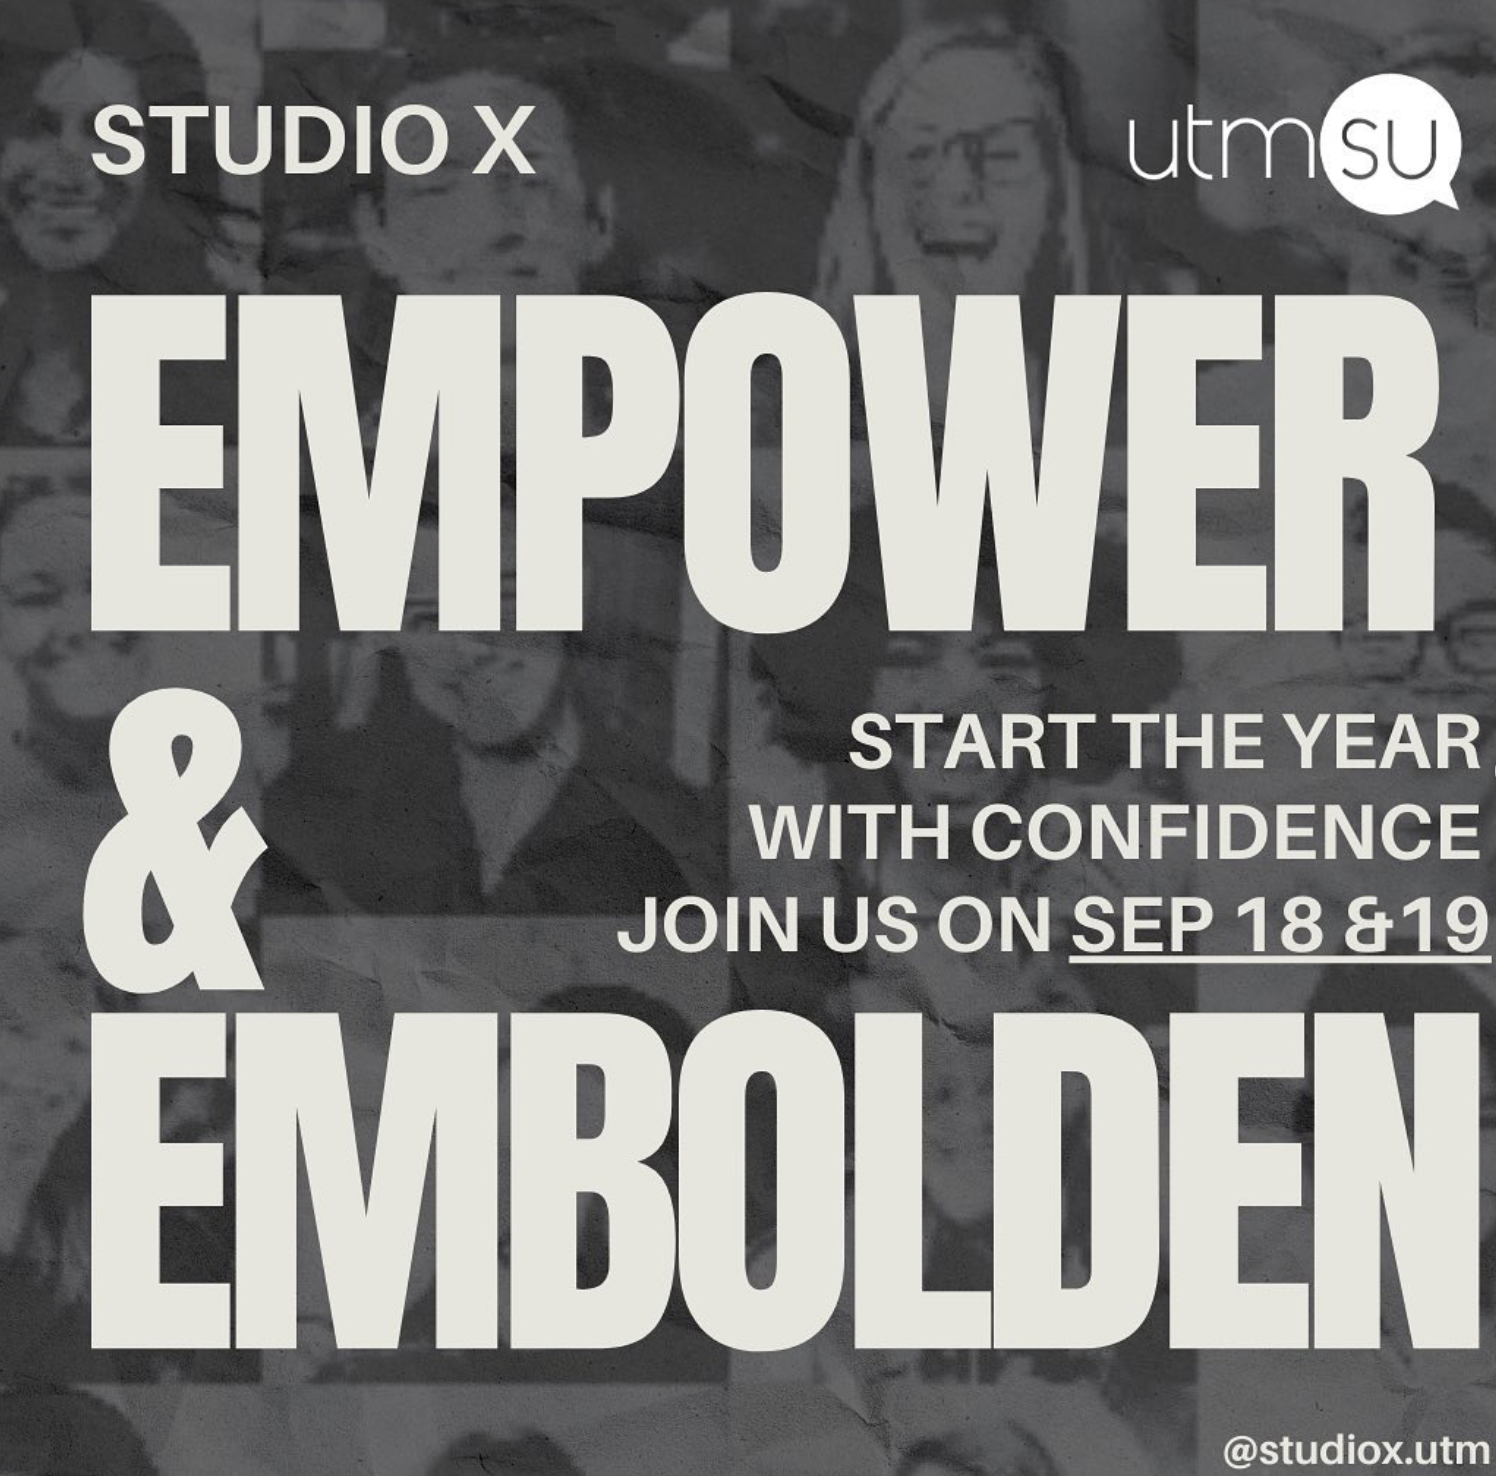 STUDIO X
utmsu
EMPOWER
&
START THE YEAR
WITH CONFIDENCE
JOIN US ON SEP 18 &19
EMBOLDEN
@studiox.utm